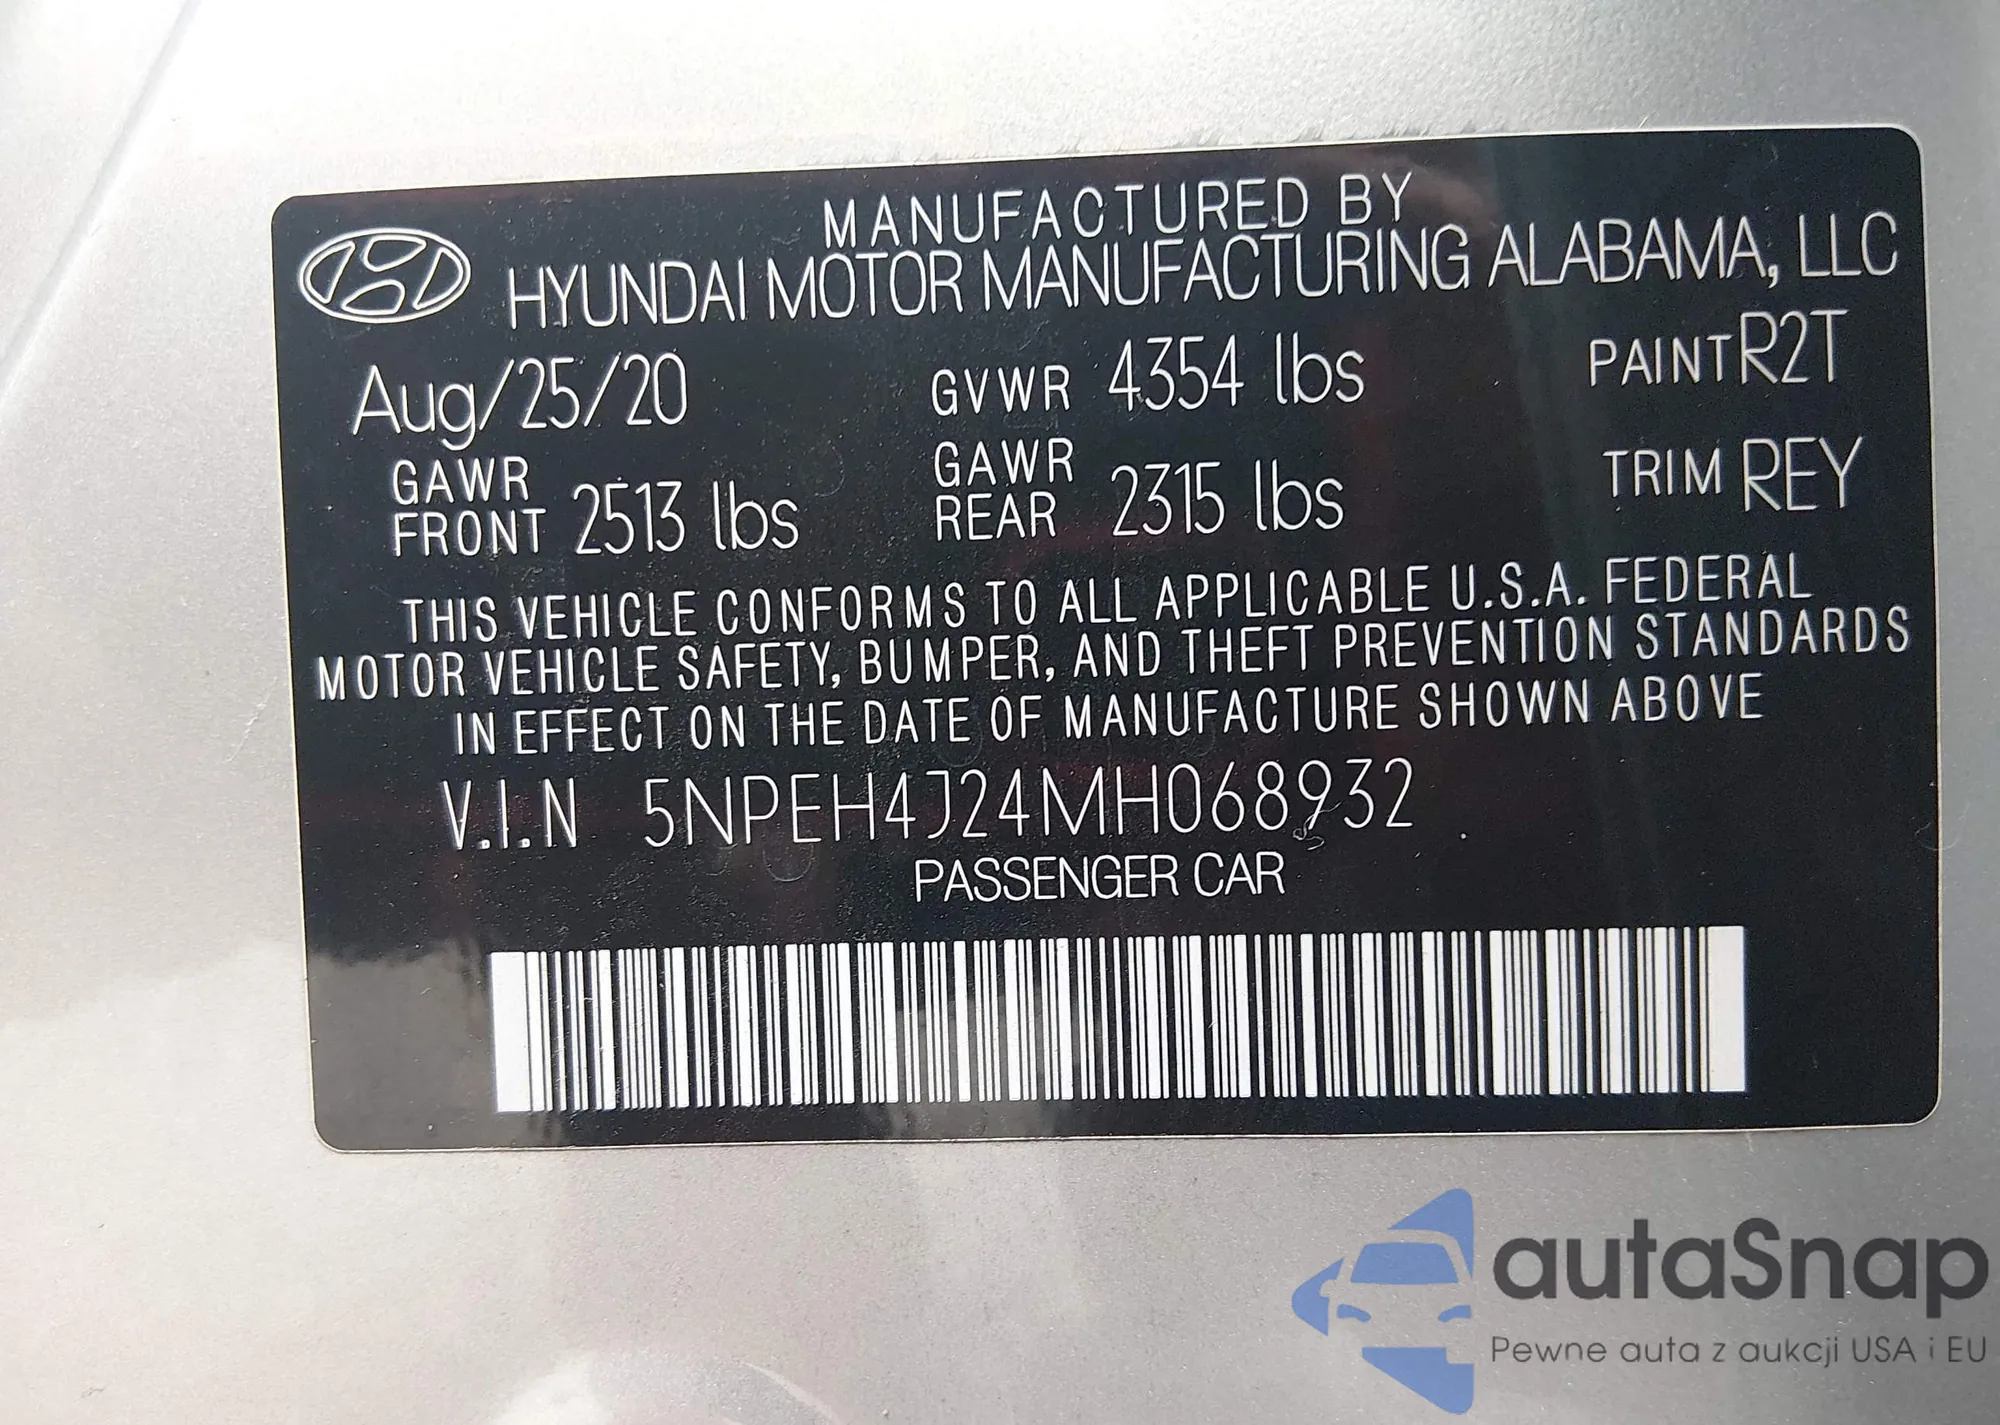 MANUFACTURED BY
HYUNDAI MOTOR MANUFACTURING ALABAMA, LLC
Aug/25/20 GVWR 4354 lbs PAINT R2T
GAWR FRONT 2513 lbs GAWR REAR 2315 lbs TRIM REY
THIS VEHICLE CONFORMS TO ALL APPLICABLE U.S.A. FEDERAL
MOTOR VEHICLE SAFETY, BUMPER, AND THEFT PREVENTION STANDARDS
IN EFFECT ON THE DATE OF MANUFACTURE SHOWN ABOVE
V.I.N 5NPEH4J24MH068932
PASSENGER CAR
autaSnap
Pewne auta z aukcji USA i EU